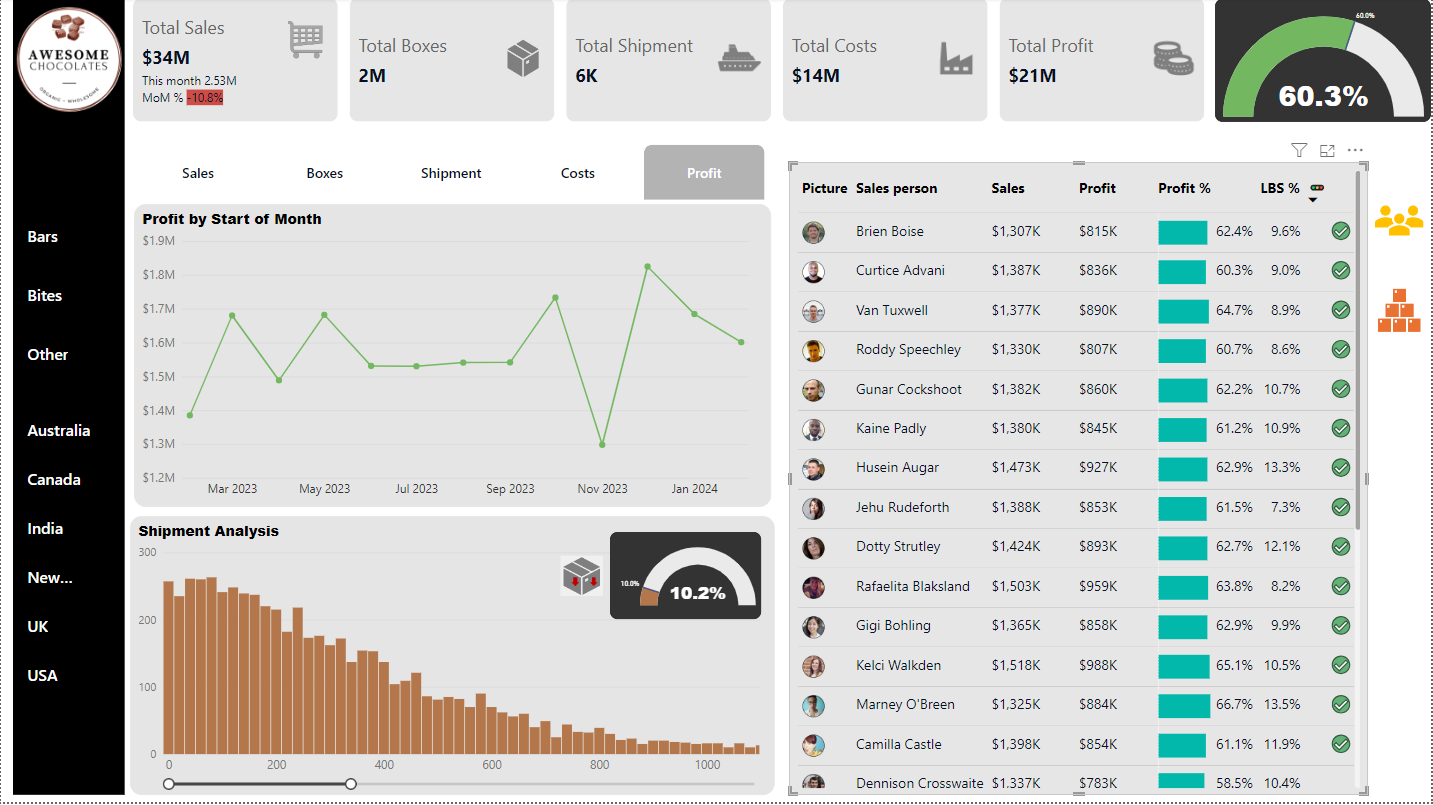 AWESOME
CHOCOLATES
ORGANIC • WHOLESOME
Total Sales
$34M
This month 2.53M
MoM % -10.8%
Total Boxes
2M
Total Shipment
6K
Total Costs
$14M
Total Profit
$21M
60.0%
60.3%
Bars
Bites
Other
Australia
Canada
India
New...
UK
USA
Sales Boxes Shipment Costs Profit
Profit by Start of Month
$1.9M
$1.8M
$1.7M
$1.6M
$1.5M
$1.4M
$1.3M
$1.2M
Mar 2023 May 2023 Jul 2023 Sep 2023 Nov 2023 Jan 2024
Shipment Analysis
300
200
100
0
0 200 400 600 800 1000
10.0%
10.2%
Picture Sales person Sales Profit Profit % LBS %
Brien Boise $1,307K $815K 62.4% 9.6%
Curtice Advani $1,387K $836K 60.3% 9.0%
Van Tuxwell $1,377K $890K 64.7% 8.9%
Roddy Speechley $1,330K $807K 60.7% 8.6%
Gunar Cockshoot $1,382K $860K 62.2% 10.7%
Kaine Padly $1,380K $845K 61.2% 10.9%
Husein Augar $1,473K $927K 62.9% 13.3%
Jehu Rudeforth $1,388K $853K 61.5% 7.3%
Dotty Strutley $1,424K $893K 62.7% 12.1%
Rafaelita Blaksland $1,503K $959K 63.8% 8.2%
Gigi Bohling $1,365K $858K 62.9% 9.9%
Kelci Walkden $1,518K $988K 65.1% 10.5%
Marney O'Breen $1,325K $884K 66.7% 13.5%
Camilla Castle $1,398K $854K 61.1% 11.9%
Dennison Crosswaite $1,337K $783K 58.5% 10.4%